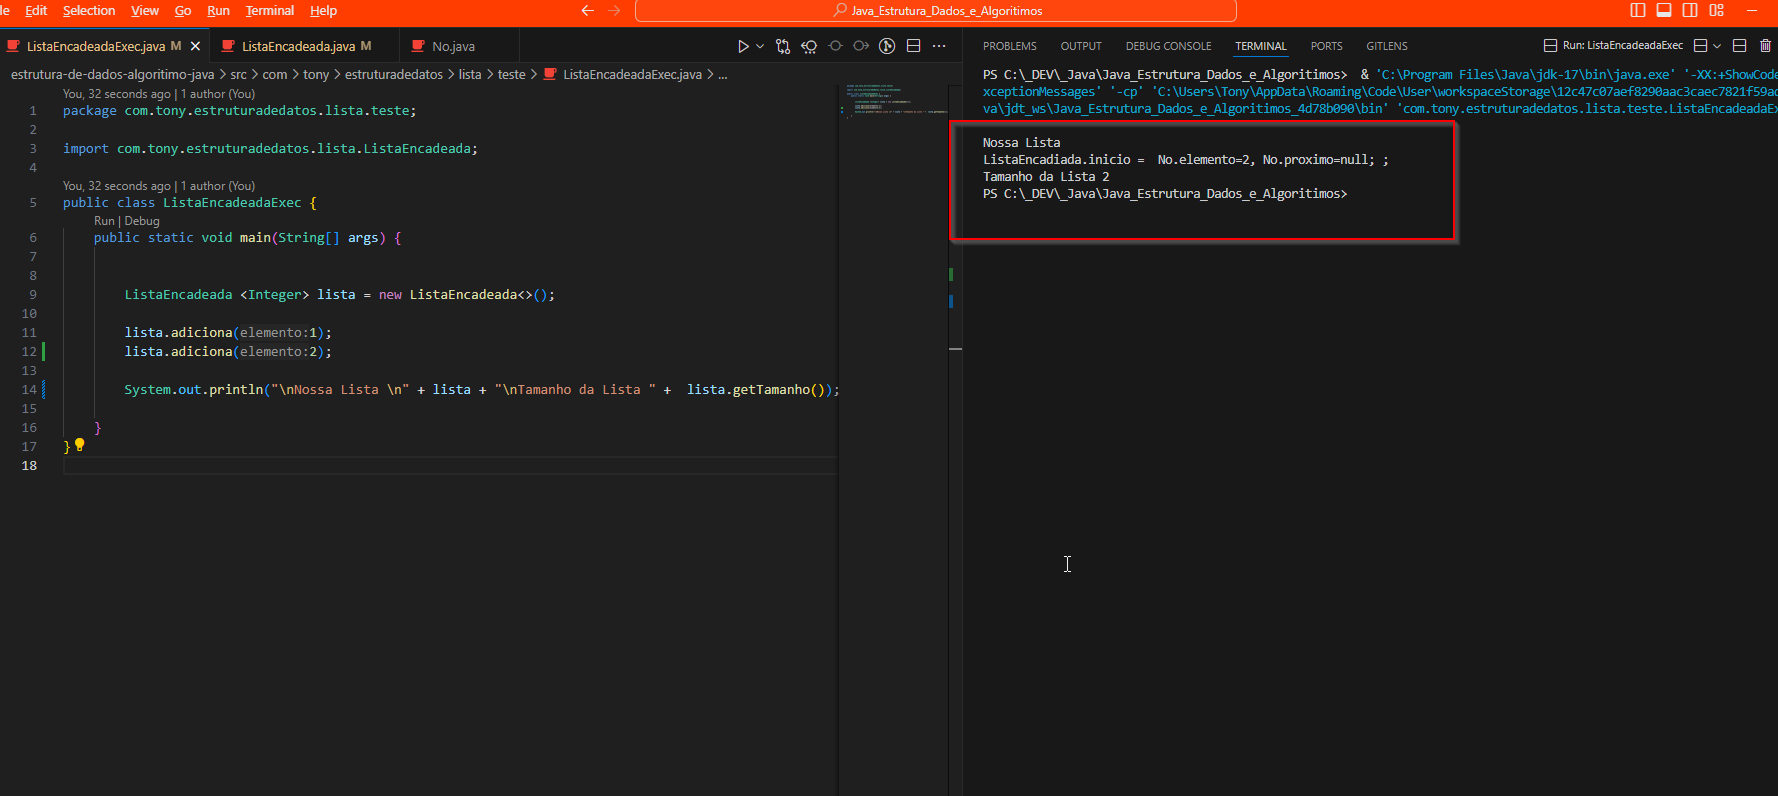 le Edit Selection View Go Run Terminal Help
Java_Estrutura_Dados_e_Algoritimos
ListaEncadeadaExec.java M
ListaEncadeada.java M
No.java
estrutura-de-dados-algoritimo-java > src > com > tony > estruturadedatos > lista > teste > ListaEncadeadaExec.java > ...
You, 32 seconds ago | 1 author (You)
1 package com.tony.estruturadedatos.lista.teste;
2
3 import com.tony.estruturadedatos.lista.ListaEncadeada;
4
You, 32 seconds ago | 1 author (You)
5 public class ListaEncadeadaExec {
Run | Debug
6 public static void main(String[] args) {
7
8
9 ListaEncadeada <Integer> lista = new ListaEncadeada<>();
10
11 lista.adiciona(elemento:1);
12 lista.adiciona(elemento:2);
13
14 System.out.println("\nNossa Lista \n" + lista + "\nTamanho da Lista " + lista.getTamanho());
15
16 }
17 }
18
PROBLEMS OUTPUT DEBUG CONSOLE TERMINAL PORTS GITLENS
Run: ListaEncadeadaExec
PS C:\_DEV\_Java\Java_Estrutura_Dados_e_Algoritimos> & 'C:\Program Files\Java\jdk-17\bin\java.exe' '-XX:+ShowCode
xceptionMessages' '-cp' 'C:\Users\Tony\AppData\Roaming\Code\User\workspaceStorage\12c47c07aef8290aac3caec7821f59ad
va\jdt_ws\Java_Estrutura_Dados_e_Algoritimos_4d78b090\bin' 'com.tony.estruturadedatos.lista.teste.ListaEncadeadaEx
Nossa Lista
ListaEncadiada.inicio = No.elemento=2, No.proximo=null; ;
Tamanho da Lista 2
PS C:\_DEV\_Java\Java_Estrutura_Dados_e_Algoritimos>